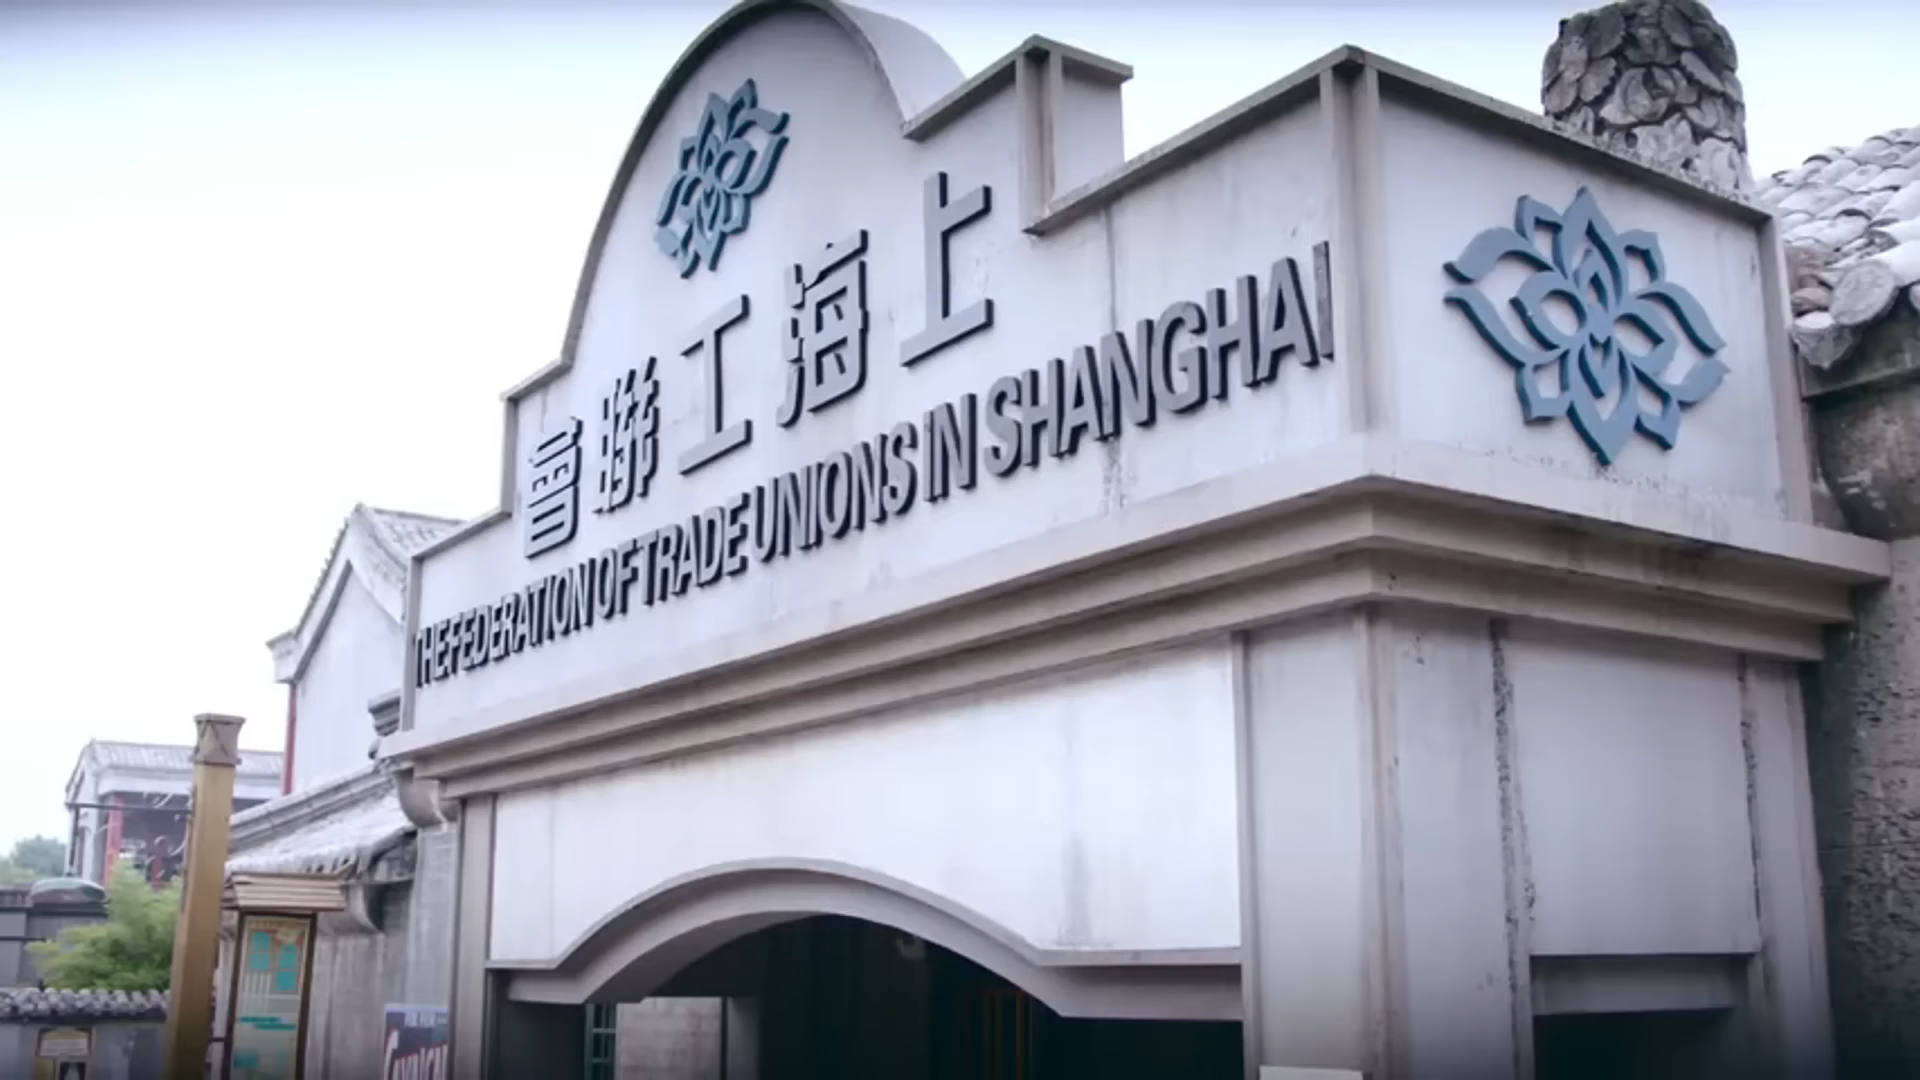 會聯工海上
THE FEDERATION OF TRADE UNIONS IN SHANGHAI